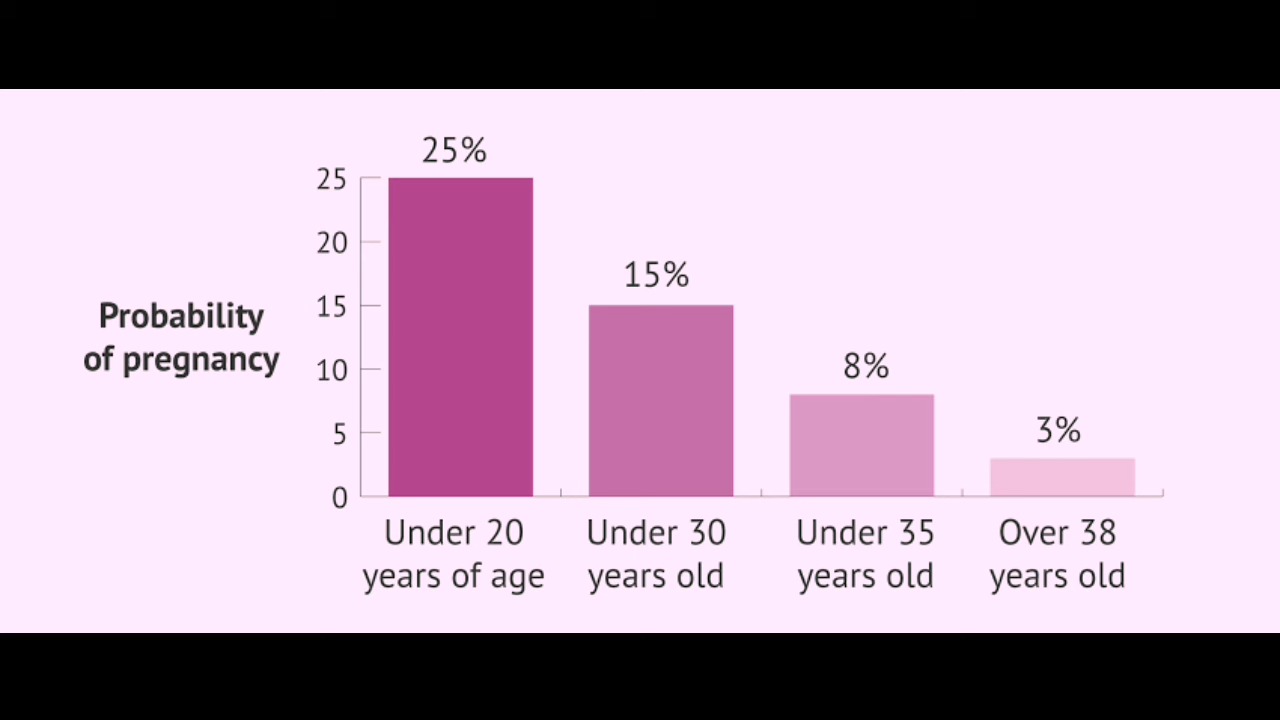 25%
25
20
15%
15
Probability
of pregnancy
10
8%
5
3%
0
Under 20
years of age
Under 30
years old
Under 35
years old
Over 38
years old